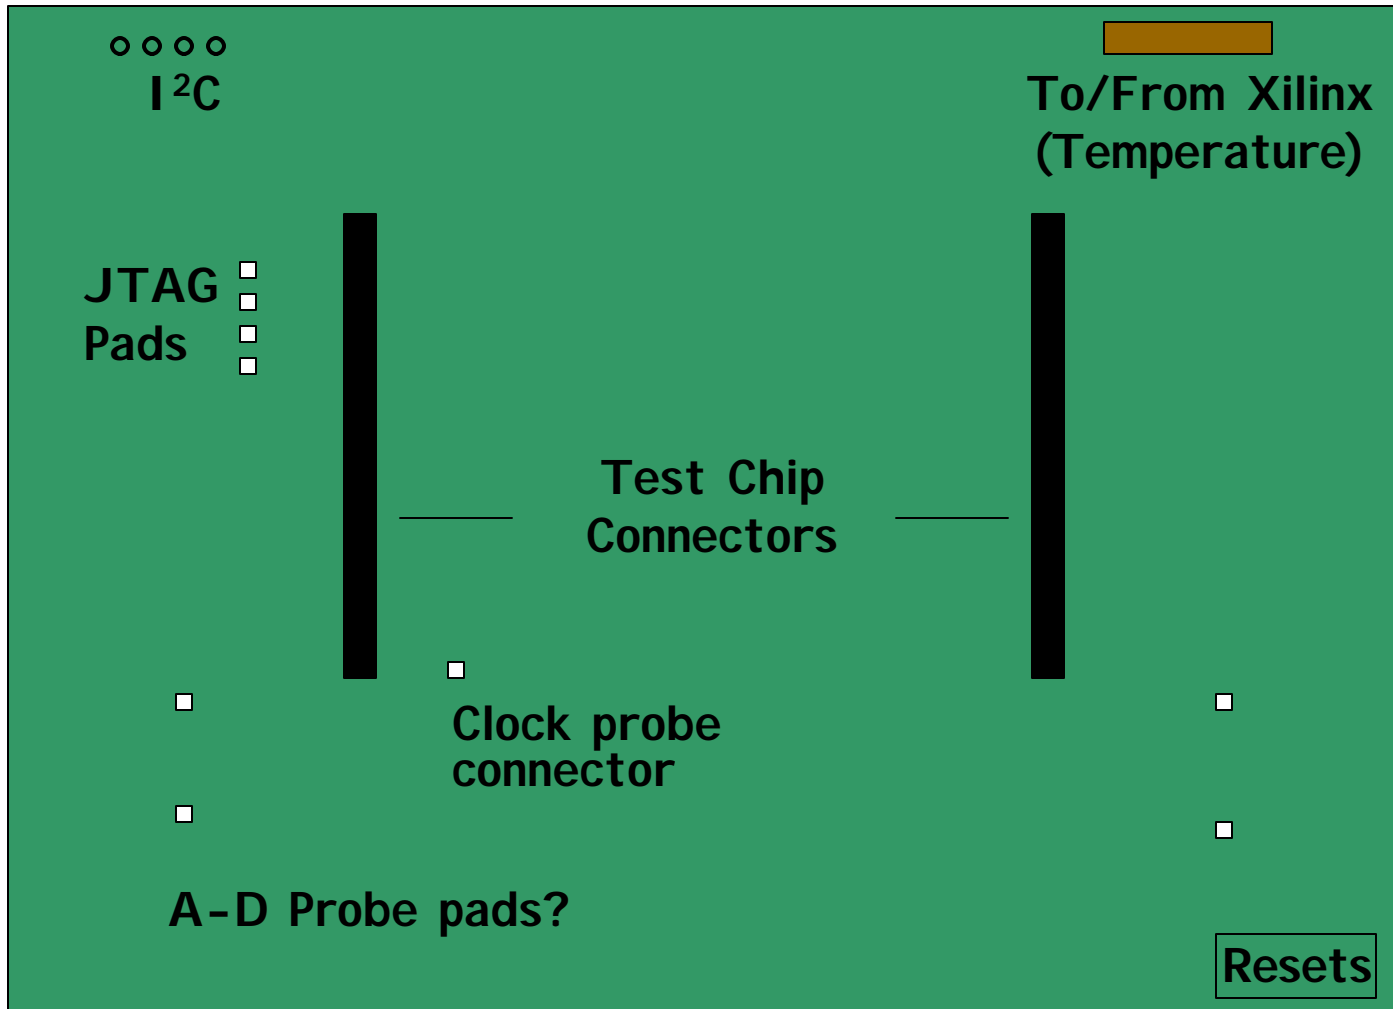 I²C
To/From Xilinx
(Temperature)
JTAG
Pads
Test Chip
Connectors
Clock probe
connector
A-D Probe pads?
Resets